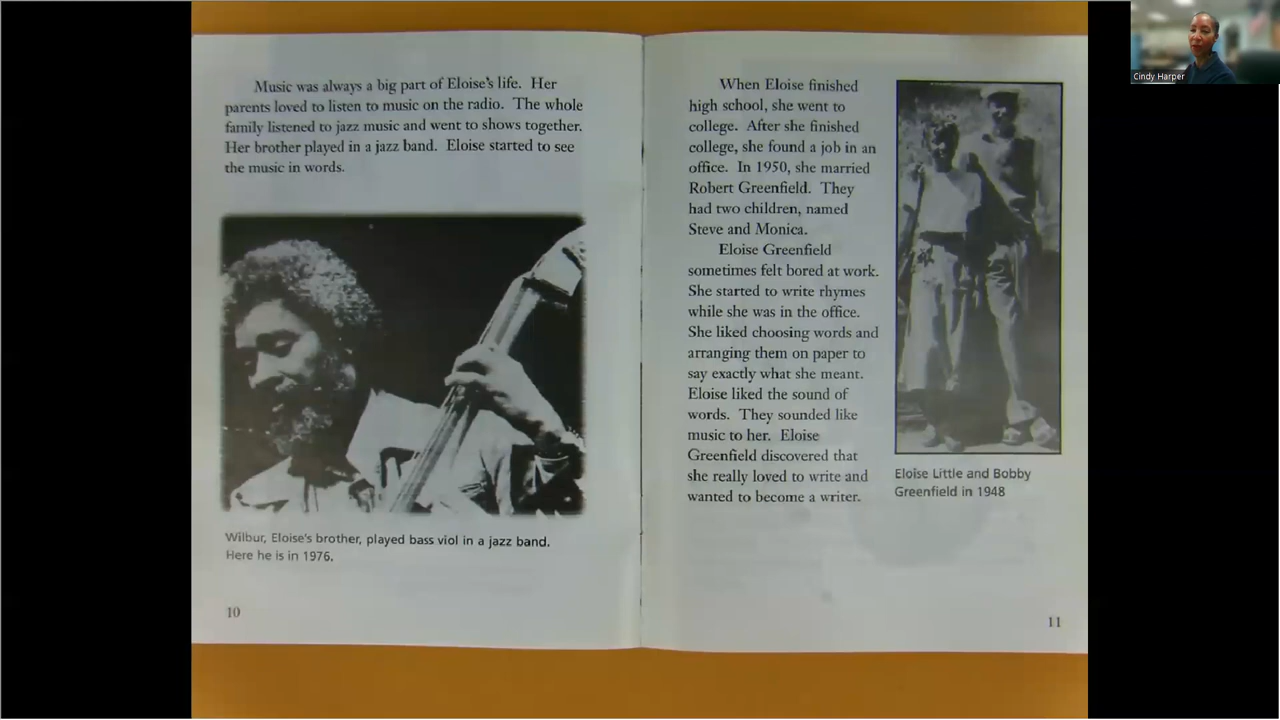 Music was always a big part of Eloise's life. Her
parents loved to listen to music on the radio. The whole
family listened to jazz music and went to shows together.
Her brother played in a jazz band. Eloise started to see
the music in words.
Wilbur, Eloise's brother, played bass viol in a jazz band.
Here he is in 1976.
10
When Eloise finished
high school, she went to
college. After she finished
college, she found a job in an
office. In 1950, she married
Robert Greenfield. They
had two children, named
Steve and Monica.
Eloise Greenfield
sometimes felt bored at work.
She started to write rhymes
while she was in the office.
She liked choosing words and
arranging them on paper to
say exactly what she meant.
Eloise liked the sound of
words. They sounded like
music to her. Eloise
Greenfield discovered that
she really loved to write and
wanted to become a writer.
Eloise Little and Bobby
Greenfield in 1948
11
Cindy Harper